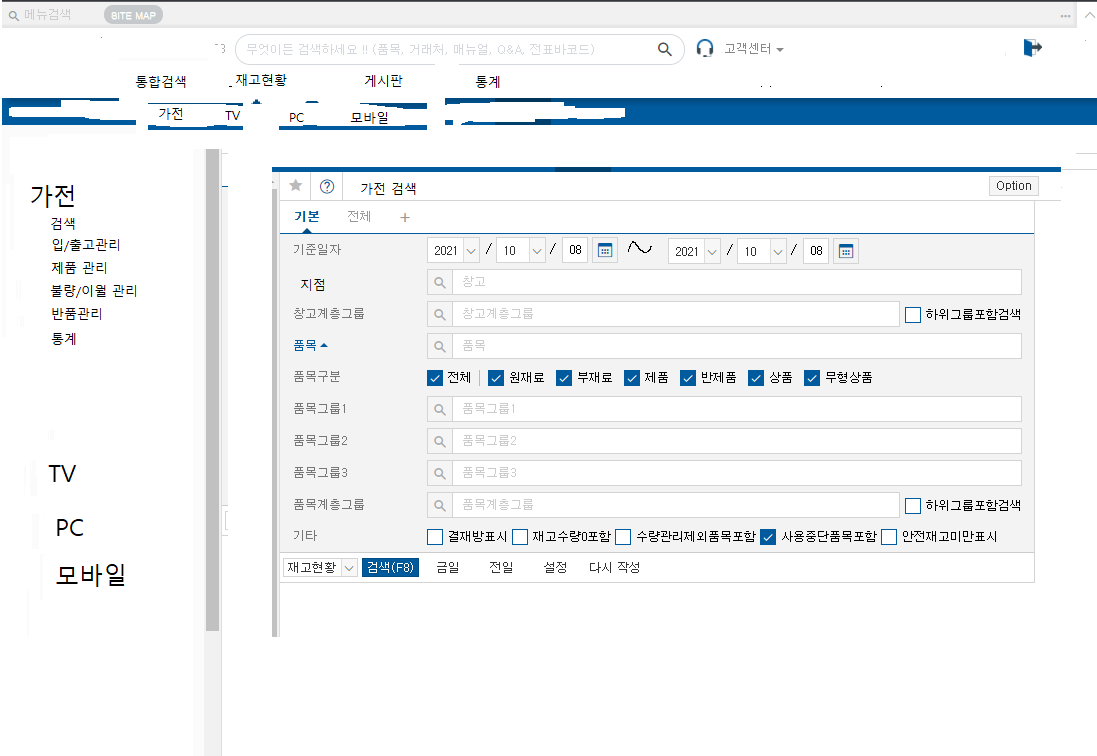 메뉴검색 SITE MAP
무엇이든 검색하세요 !! (품목, 거래처, 매뉴얼, Q&A, 전표바코드) 고객센터
통합검색 재고현황 게시판 통계
가전 TV PC 모바일
가전
검색
입/출고관리
제품 관리
불량/이월 관리
반품관리
통계
TV
PC
모바일
가전 검색 Option
기본 전체 +
기준일자 2021 / 10 / 08 2021 / 10 / 08
지점 창고
창고계층그룹 창고계층그룹 하위그룹포함검색
품목 품목
품목구분 전체 원재료 부재료 제품 반제품 상품 무형상품
품목그룹1 품목그룹1
품목그룹2 품목그룹2
품목그룹3 품목그룹3
품목계층그룹 품목계층그룹 하위그룹포함검색
기타 결재방표시 재고수량0포함 수량관리제외품목포함 사용중단품목포함 안전재고미만표시
재고현황 검색(F8) 금일 전일 설정 다시 작성